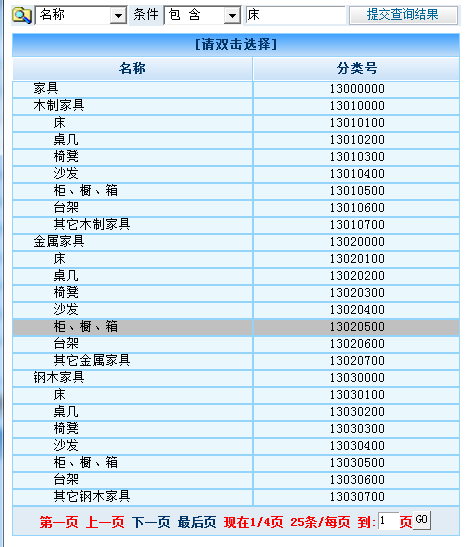 名称 条件 包 含 床 提交查询结果
[请双击选择]
名称 分类号
家具 13000000
木制家具 13010000
床 13010100
桌几 13010200
椅凳 13010300
沙发 13010400
柜、橱、箱 13010500
台架 13010600
其它木制家具 13010700
金属家具 13020000
床 13020100
桌几 13020200
椅凳 13020300
沙发 13020400
柜、橱、箱 13020500
台架 13020600
其它金属家具 13020700
钢木家具 13030000
床 13030100
桌几 13030200
椅凳 13030300
沙发 13030400
柜、橱、箱 13030500
台架 13030600
其它钢木家具 13030700
第一页 上一页 下一页 最后页 现在1/4页 25条/每页 到:1页GO